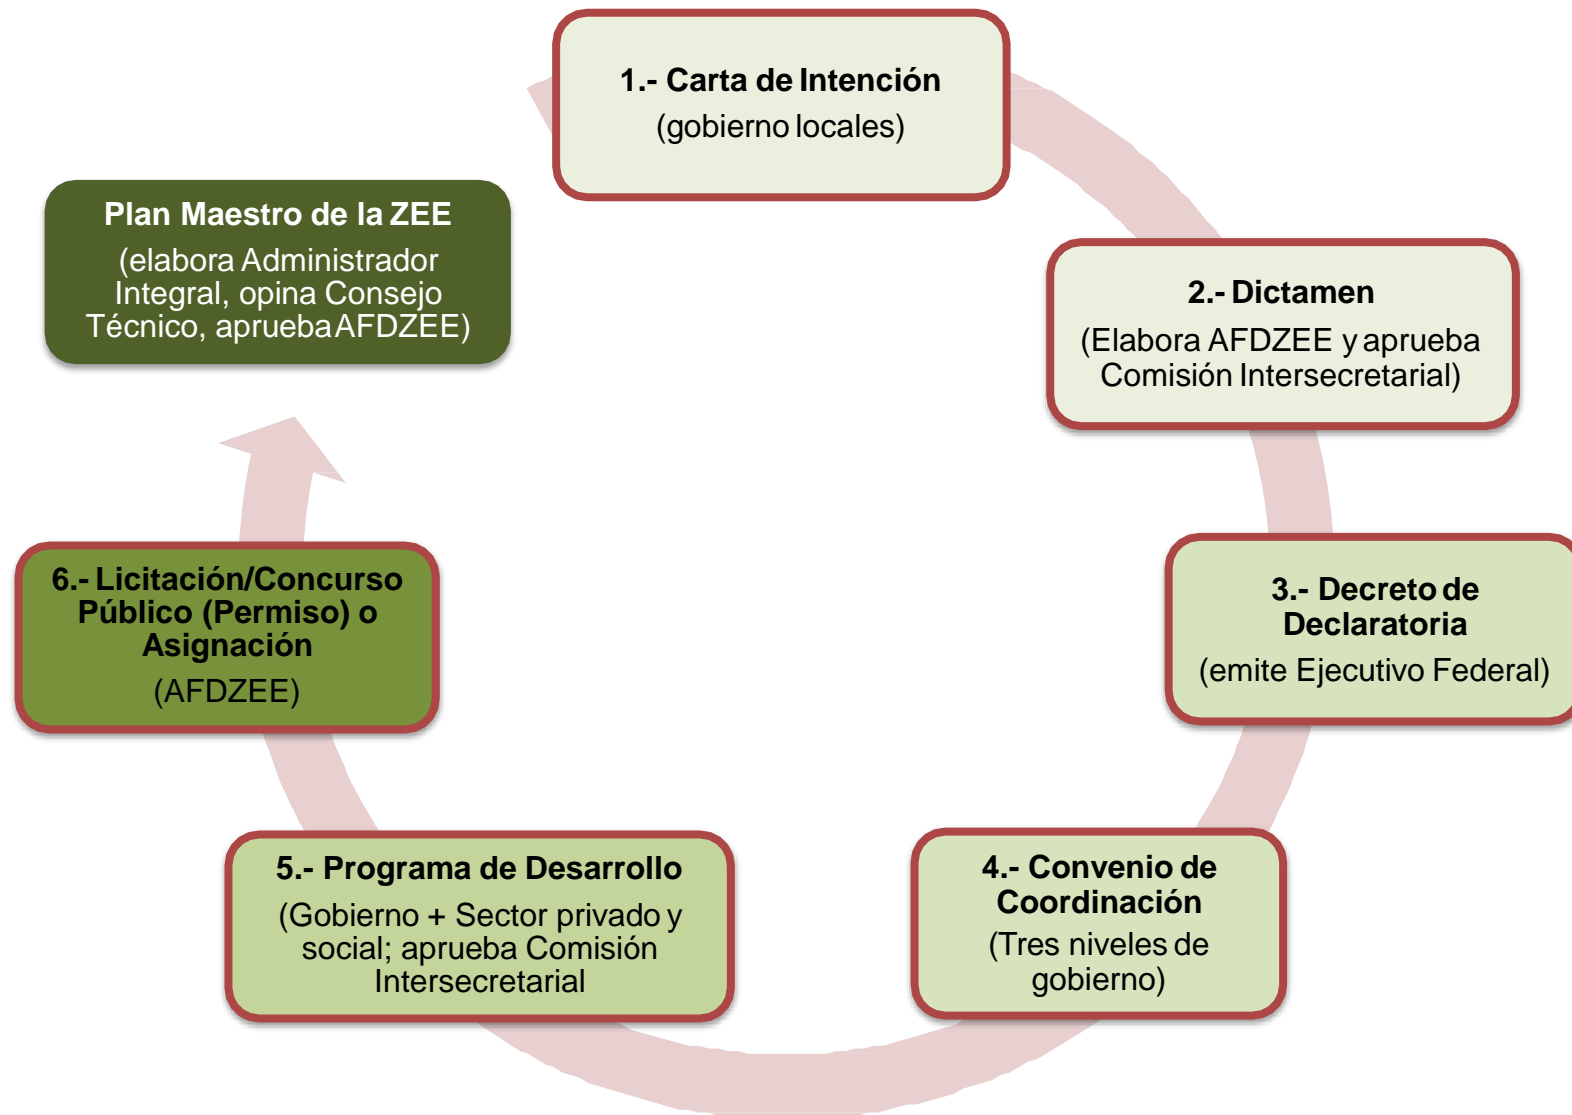 1.- Carta de Intención
(gobierno locales)
Plan Maestro de la ZEE
(elabora Administrador
Integral, opina Consejo
Técnico, aprueba AFDZEE)
2.- Dictamen
(Elabora AFDZEE y aprueba
Comisión Intersecretarial)
3.- Decreto de
Declaratoria
(emite Ejecutivo Federal)
6.- Licitación/Concurso
Público (Permiso) o
Asignación
(AFDZEE)
5.- Programa de Desarrollo
(Gobierno + Sector privado y
social; aprueba Comisión
Intersecretarial
4.- Convenio de
Coordinación
(Tres niveles de
gobierno)